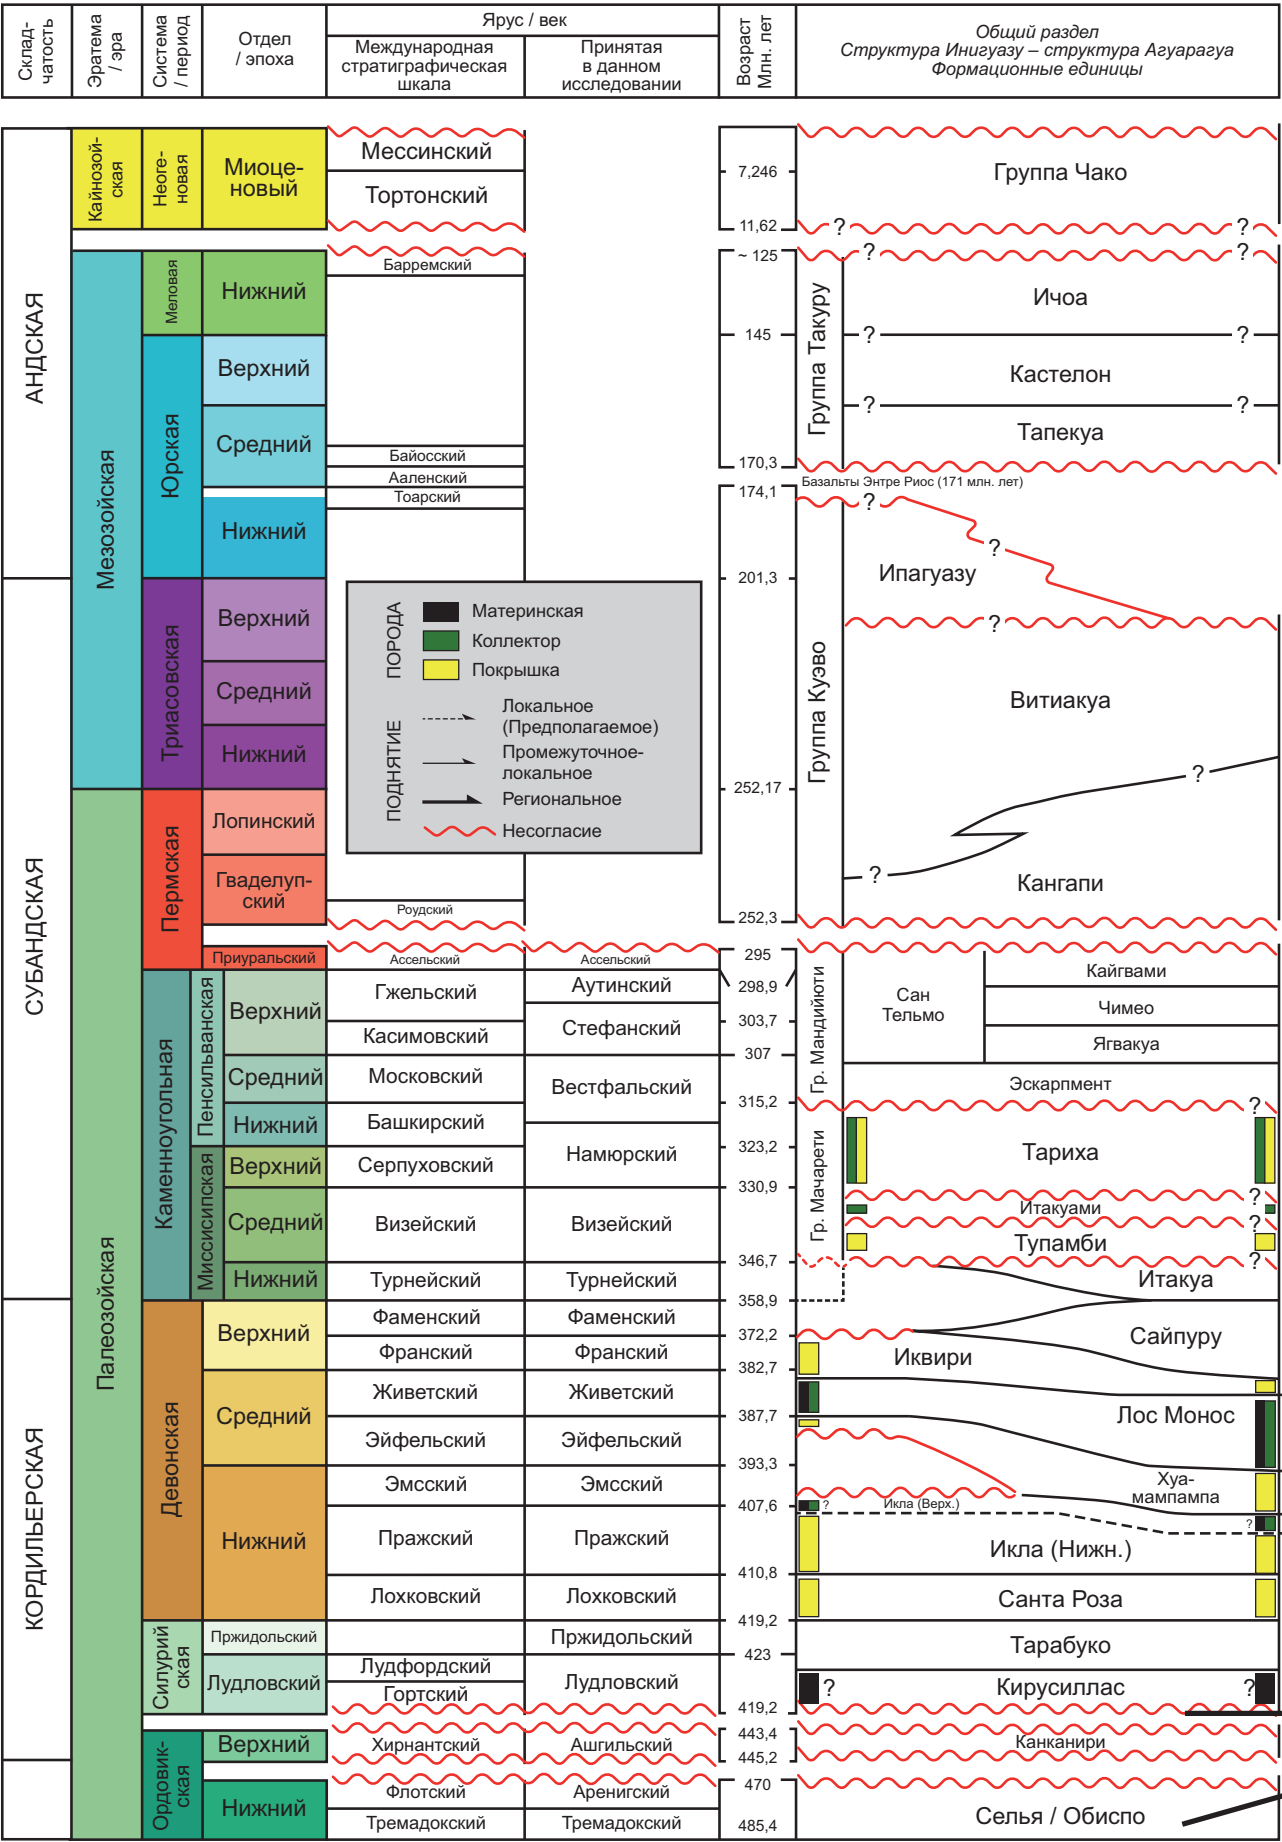 Склад-
чатость
Эратема
/ эра
Система
/ период
Отдел
/ эпоха
Ярус / век
Международная
стратиграфическая
шкала
Принятая
в данном
исследовании
Возраст
Млн. лет
Общий раздел
Структура Инигуазу – структура Агуарагуа
Формационные единицы
АНДСКАЯ
СУБАНДСКАЯ
КОРДИЛЬЕРСКАЯ
Кайнозой-
ская
Мезозойская
Палеозойская
Неоге-
новая
Меловая
Юрская
Триасовская
Пермская
Каменноугольная
Пенсильванская
Миссисипская
Девонская
Силурий
ская
Ордовик-
ская
Миоце-
новый
Нижний
Верхний
Средний
Нижний
Верхний
Средний
Нижний
Лопинский
Гваделуп-
ский
Приуральский
Верхний
Средний
Нижний
Верхний
Средний
Нижний
Верхний
Средний
Нижний
Пржидольский
Лудловский
Верхний
Нижний
Мессинский
Тортонский
Барремский
Байосский
Ааленский
Тоарский
Роудский
Ассельский
Гжельский
Касимовский
Московский
Башкирский
Серпуховский
Визейский
Турнейский
Фаменский
Франский
Живетский
Эйфельский
Эмсский
Пражский
Лохковский
Лудфордский
Гортский
Хирнантский
Флотский
Тремадокский
Ассельский
Аутинский
Стефанский
Вестфальский
Намюрский
Визейский
Турнейский
Фаменский
Франский
Живетский
Эйфельский
Эмсский
Пражский
Лохковский
Пржидольский
Лудловский
Ашгильский
Аренигский
Тремадокский
ПОРОДА
Материнская
Коллектор
Покрышка
ПОДНЯТИЕ
Локальное
(Предполагаемое)
Промежуточное-
локальное
Региональное
Несогласие
7,246
11,62
~ 125
145
170,3
174,1
201,3
252,17
252,3
295
298,9
303,7
307
315,2
323,2
330,9
346,7
358,9
372,2
382,7
387,7
393,3
407,6
410,8
419,2
423
419,2
443,4
445,2
470
485,4
Группа Чако
? ?
? ?
Группа Такуру
Ичоа
? ?
Кастелон
? ?
Тапекуа
Базальты Энтре Риос (171 млн. лет)
?
?
Ипагуазу
?
Группа Куэво
Витиакуа
?
?
Кангапи
Гр. Мандийюти
Сан
Тельмо
Кайгвами
Чимео
Ягвакуа
Эскарпмент
?
Гр. Мачарети
Тариха
?
Итакуами
?
Тупамби
?
Итакуа
Сайпуру
Иквири
Лос Монос
Хуа-
мампампа
? Икла (Верх.)
?
Икла (Нижн.)
Санта Роза
Тарабуко
? Кирусиллас ?
Канканири
Селья / Обиспо